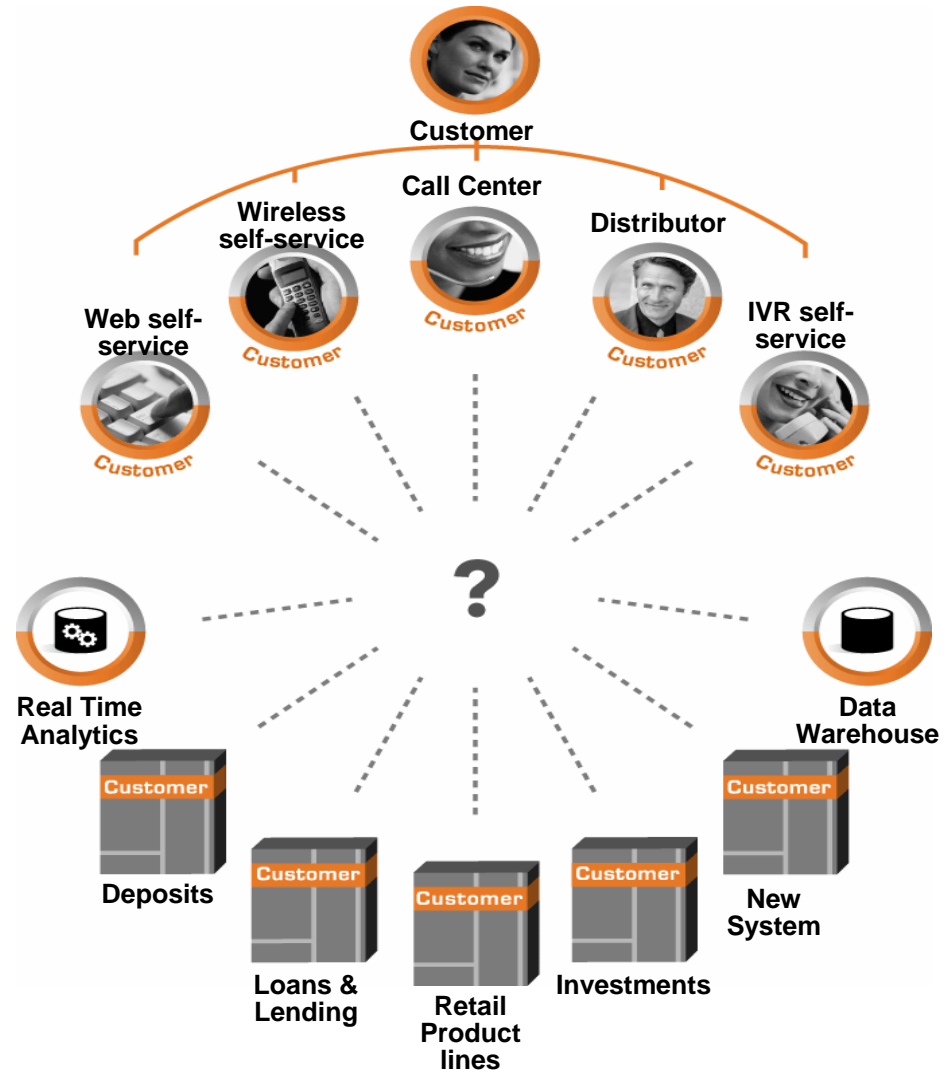 Customer
Call Center
Wireless
self-service
Distributor
Web self-
service
IVR self-
service
Customer
Customer
Customer
Customer
Customer
?
Real Time
Analytics
Data
Warehouse
Customer
Deposits
Customer
Loans &
Lending
Customer
Retail
Product
lines
Customer
Investments
Customer
New
System